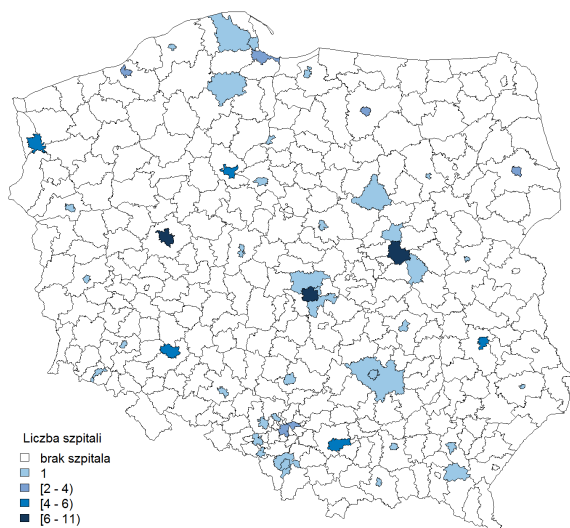 Liczba szpitali
brak szpitala
1
[2 - 4)
[4 - 6)
[6 - 11)